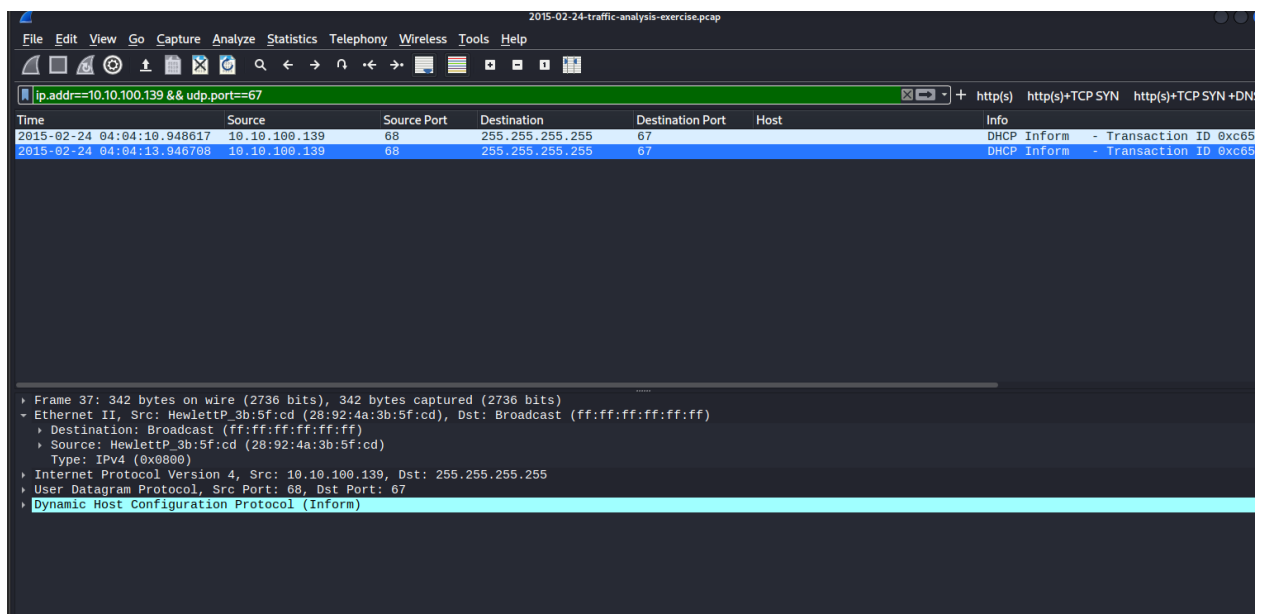 2015-02-24-traffic-analysis-exercise.pcap
File Edit View Go Capture Analyze Statistics Telephony Wireless Tools Help
ip.addr==10.10.100.139 && udp.port==67 + http(s) http(s)+TCP SYN http(s)+TCP SYN +DN
Time Source Source Port Destination Destination Port Host Info
2015-02-24 04:04:10.948617 10.10.100.139 68 255.255.255.255 67 DHCP Inform - Transaction ID 0xc65
2015-02-24 04:04:13.946708 10.10.100.139 68 255.255.255.255 67 DHCP Inform - Transaction ID 0xc65
Frame 37: 342 bytes on wire (2736 bits), 342 bytes captured (2736 bits)
Ethernet II, Src: HewlettP_3b:5f:cd (28:92:4a:3b:5f:cd), Dst: Broadcast (ff:ff:ff:ff:ff:ff)
Destination: Broadcast (ff:ff:ff:ff:ff:ff)
Source: HewlettP_3b:5f:cd (28:92:4a:3b:5f:cd)
Type: IPv4 (0x0800)
Internet Protocol Version 4, Src: 10.10.100.139, Dst: 255.255.255.255
User Datagram Protocol, Src Port: 68, Dst Port: 67
Dynamic Host Configuration Protocol (Inform)